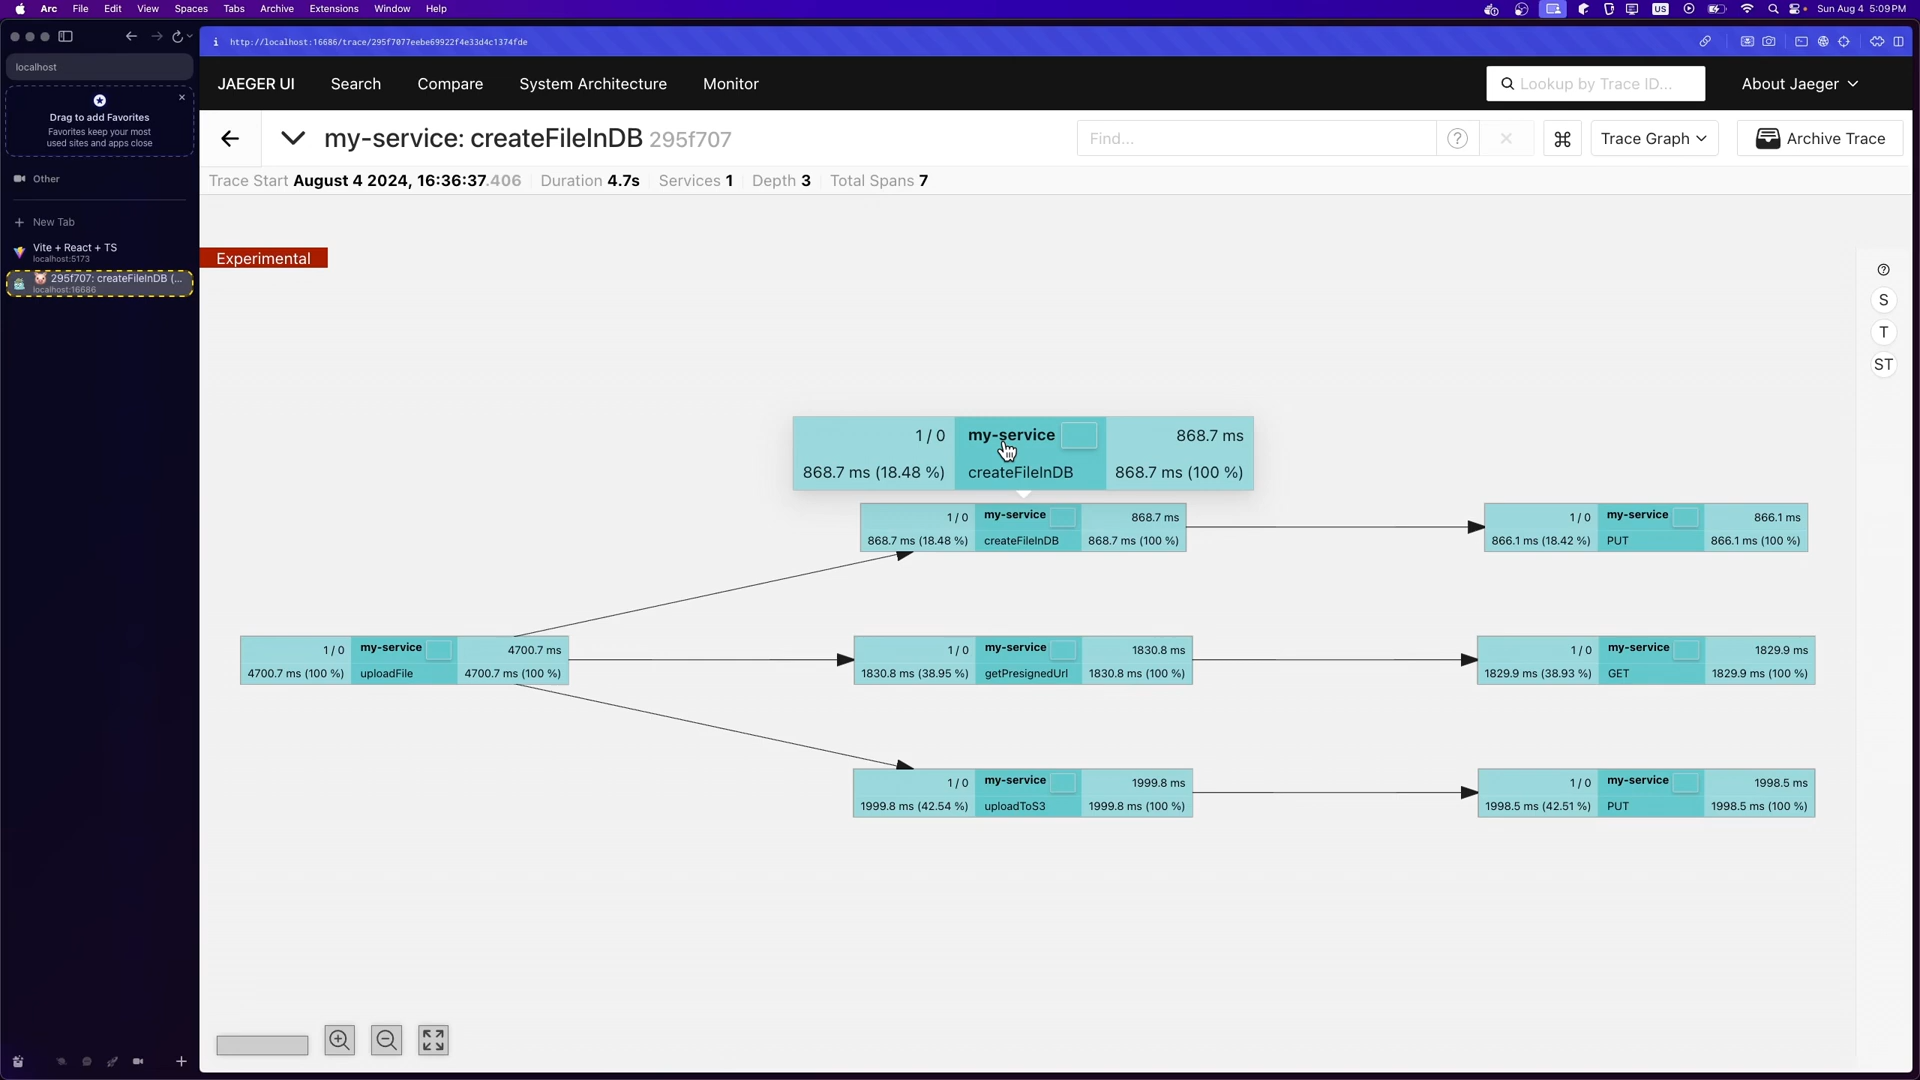 Arc File Edit View Spaces Tabs Archive Extensions Window Help
US
Sun Aug 4 5:09 PM
http://localhost:16686/trace/295f7077eebe69922f4e33d4c1374fde
localhost
Drag to add Favorites
Favorites keep your most
used sites and apps close
Other
New Tab
Vite + React + TS
localhost:5173
295f707: createFileInDB (...
localhost:16686
JAEGER UI Search Compare System Architecture Monitor
Lookup by Trace ID...
About Jaeger
my-service: createFileInDB 295f707
Find...
Trace Graph
Archive Trace
Trace Start August 4 2024, 16:36:37.406 Duration 4.7s Services 1 Depth 3 Total Spans 7
Experimental
S
T
ST
1 / 0 my-service 868.7 ms
868.7 ms (18.48 %) createFileInDB 868.7 ms (100 %)
1 / 0 my-service 868.7 ms
868.7 ms (18.48 %) createFileInDB 868.7 ms (100 %)
1 / 0 my-service 866.1 ms
866.1 ms (18.42 %) PUT 866.1 ms (100 %)
1 / 0 my-service 4700.7 ms
4700.7 ms (100 %) uploadFile 4700.7 ms (100 %)
1 / 0 my-service 1830.8 ms
1830.8 ms (38.95 %) getPresignedUrl 1830.8 ms (100 %)
1 / 0 my-service 1829.9 ms
1829.9 ms (38.93 %) GET 1829.9 ms (100 %)
1 / 0 my-service 1999.8 ms
1999.8 ms (42.54 %) uploadToS3 1999.8 ms (100 %)
1 / 0 my-service 1998.5 ms
1998.5 ms (42.51 %) PUT 1998.5 ms (100 %)